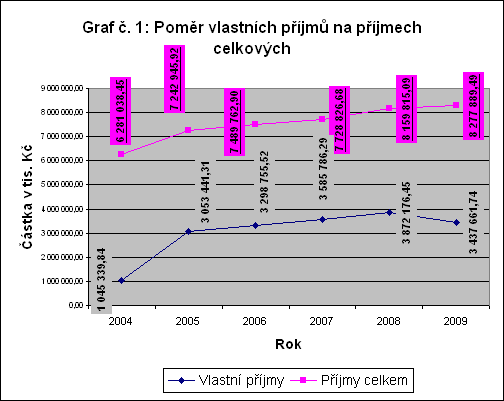 Graf č. 1: Poměr vlastních příjmů na příjmech
celkových
Částka v tis. Kč
9 000 000,00
8 000 000,00
7 000 000,00
6 000 000,00
5 000 000,00
4 000 000,00
3 000 000,00
2 000 000,00
1 000 000,00
0,00
6 281 038,45
7 242 945,92
7 489 762,90
7 728 826,68
8 159 815,09
8 277 889,49
1 045 339,84
3 053 441,31
3 298 755,52
3 585 786,29
3 872 176,45
3 437 661,74
2004 2005 2006 2007 2008 2009
Rok
Vlastní příjmy Příjmy celkem